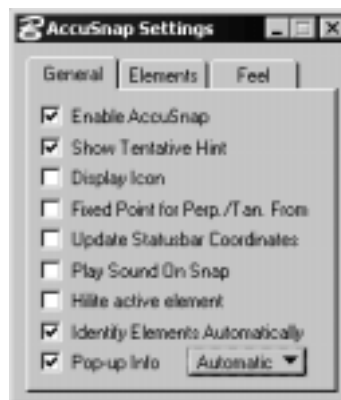 AccuSnap Settings
General Elements Feel
Enable AccuSnap
Show Tentative Hint
Display Icon
Fixed Point for Perp./Tan. From
Update Statusbar Coordinates
Play Sound On Snap
Hilite active element
Identify Elements Automatically
Pop-up Info Automatic